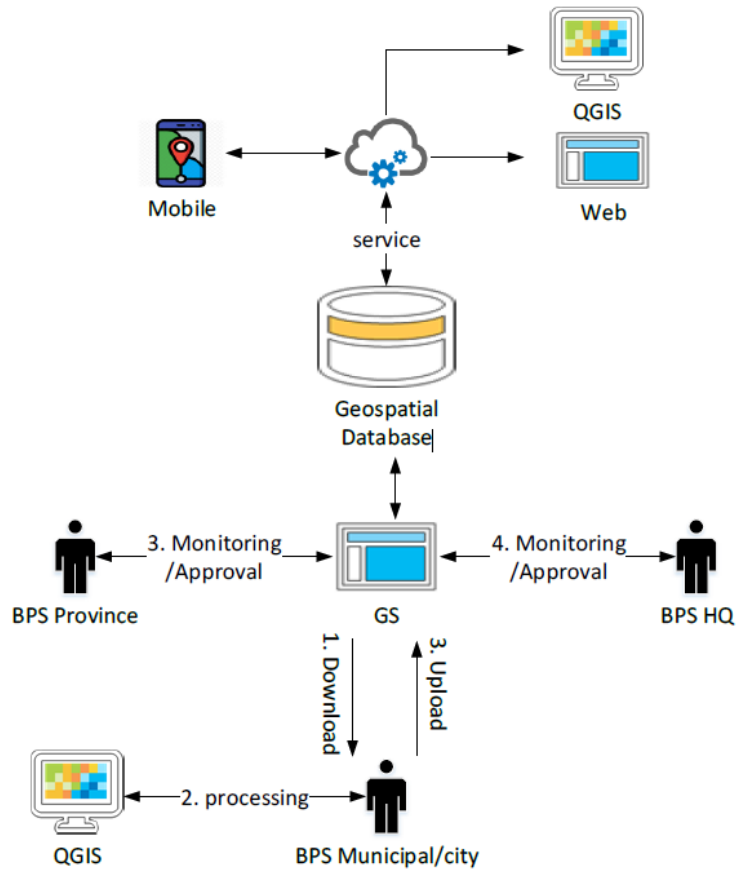 QGIS
Mobile
Web
service
Geospatial
Database
3. Monitoring
/Approval
4. Monitoring
/Approval
BPS Province
GS
BPS HQ
1. Download
3. Upload
2. processing
QGIS
BPS Municipal/city